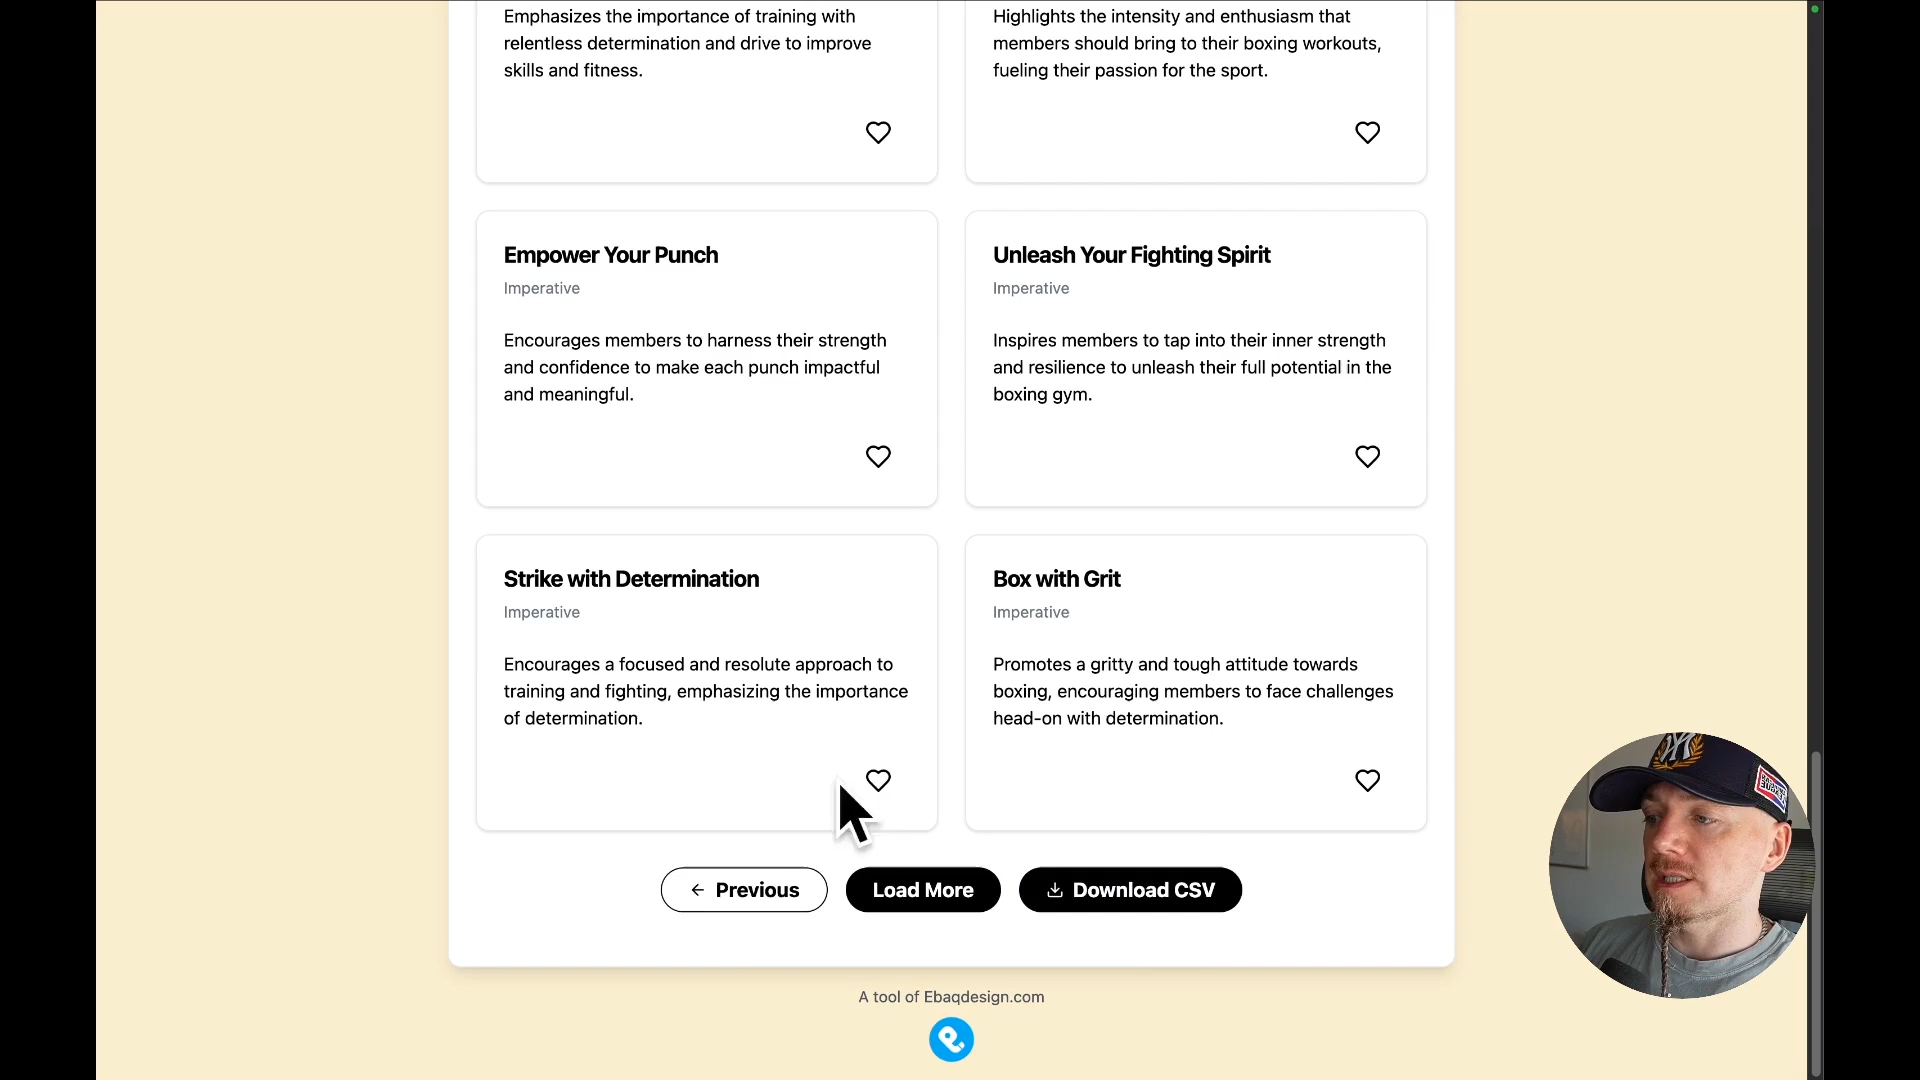 Emphasizes the importance of training with
relentless determination and drive to improve
skills and fitness.
Highlights the intensity and enthusiasm that
members should bring to their boxing workouts,
fueling their passion for the sport.
Empower Your Punch
Imperative
Encourages members to harness their strength
and confidence to make each punch impactful
and meaningful.
Unleash Your Fighting Spirit
Imperative
Inspires members to tap into their inner strength
and resilience to unleash their full potential in the
boxing gym.
Strike with Determination
Imperative
Encourages a focused and resolute approach to
training and fighting, emphasizing the importance
of determination.
Box with Grit
Imperative
Promotes a gritty and tough attitude towards
boxing, encouraging members to face challenges
head-on with determination.
Previous
Load More
Download CSV
A tool of Ebaqdesign.com